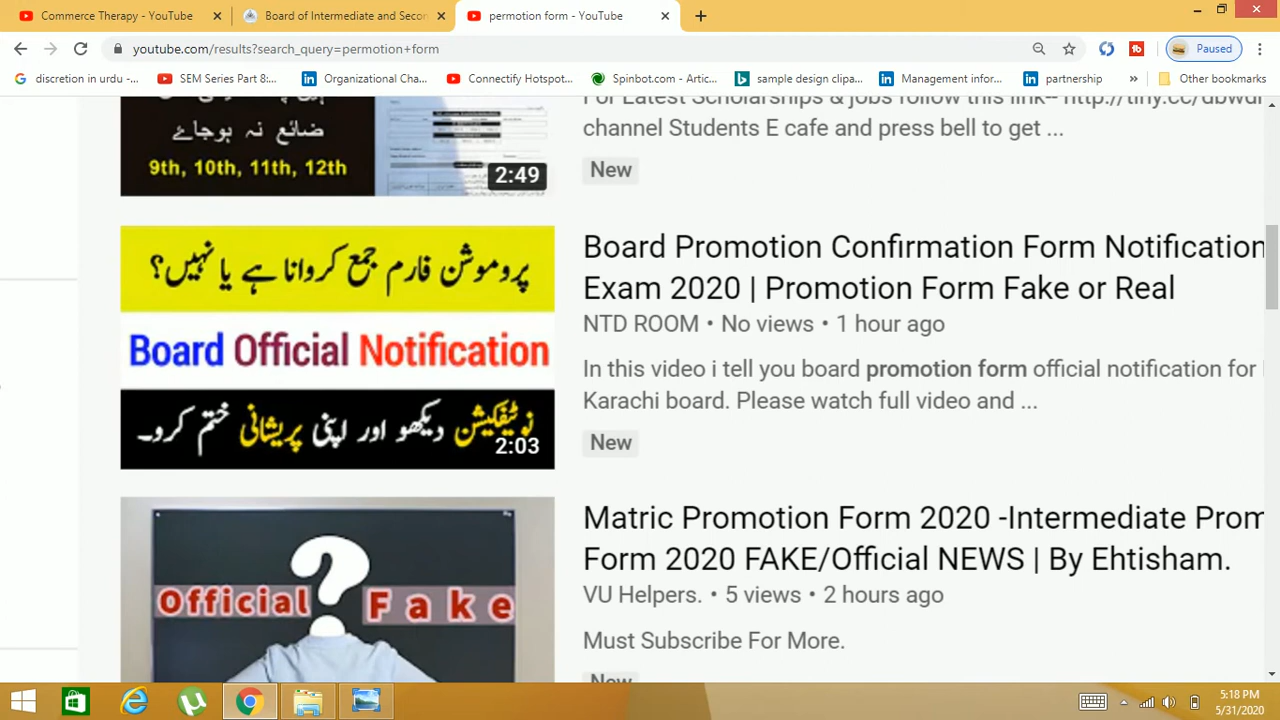 Commerce Therapy - YouTube
Board of Intermediate and Secon
permotion form - YouTube
youtube.com/results?search_query=permotion+form
Paused
discretion in urdu -...
SEM Series Part 8:...
Organizational Cha...
Connectify Hotspot...
Spinbot.com - Artic...
sample design clipa...
Management infor...
partnership
Other bookmarks
ضائع نہ ہوجاۓ
9th, 10th, 11th, 12th
2:49
For Latest Scholarships & jobs follow this link-- http://tiny.cc/dbwdl
channel Students E cafe and press bell to get ...
New
پروموشن فارم جمع کروانا ہے یا نہیں؟
Board Official Notification
نوٹیفکیشن دیکھو اور اپنی پریشانی ختم کرو۔
2:03
Board Promotion Confirmation Form Notification
Exam 2020 | Promotion Form Fake or Real
NTD ROOM • No views • 1 hour ago
In this video i tell you board promotion form official notification for
Karachi board. Please watch full video and ...
New
Official ? Fake
Matric Promotion Form 2020 -Intermediate Prom
Form 2020 FAKE/Official NEWS | By Ehtisham.
VU Helpers. • 5 views • 2 hours ago
Must Subscribe For More.
New
5:18 PM
5/31/2020